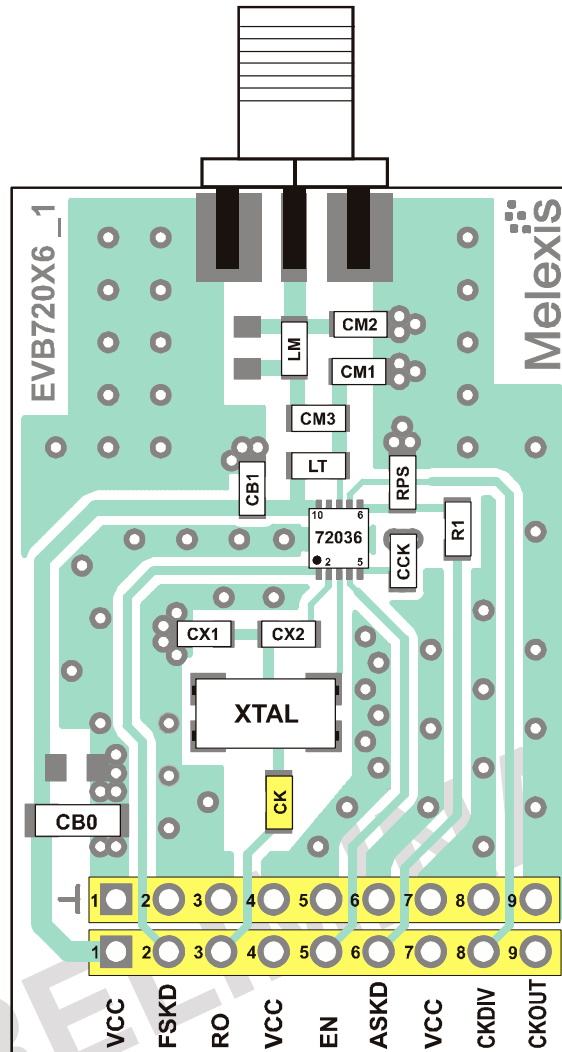 EVB720X6 _1
Melexis
CM2
LM
CM1
CM3
LT
CB1
RPS
10 6
72036
2 5
R1
CCK
CX1 CX2
XTAL
CK
CB0
1 2 3 4 5 6 7 8 9
1 2 3 4 5 6 7 8 9
VCC FSKD RO VCC EN ASKD VCC CKDIV CKOUT